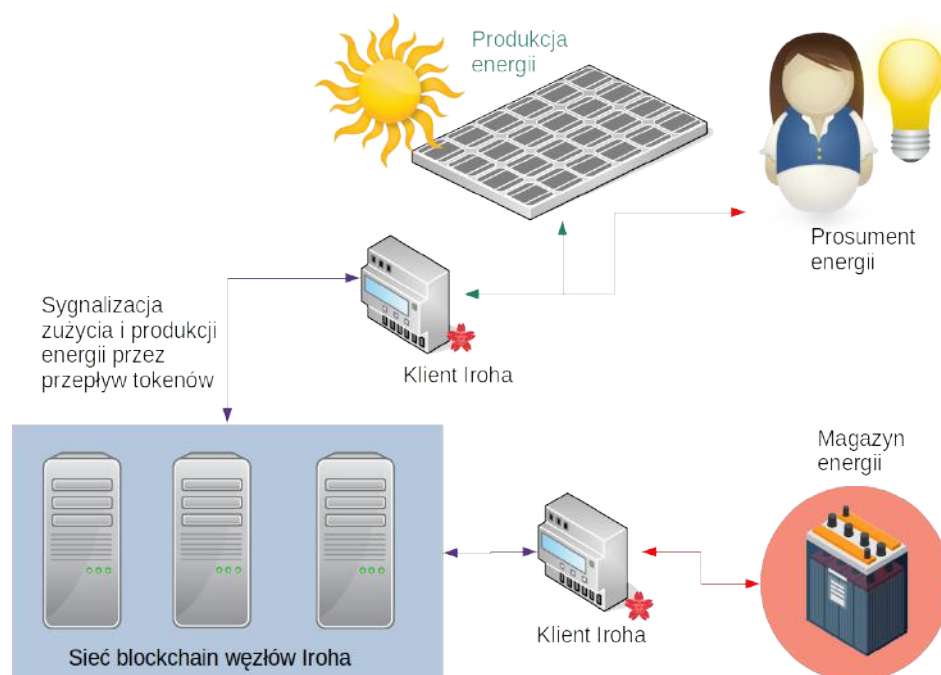 Produkcja
energii
Prosument
energii
Sygnalizacja
zużycia i produkcji
energii przez
przepływ tokenów
Klient Iroha
Magazyn
energii
Klient Iroha
Sieć blockchain węzłów Iroha